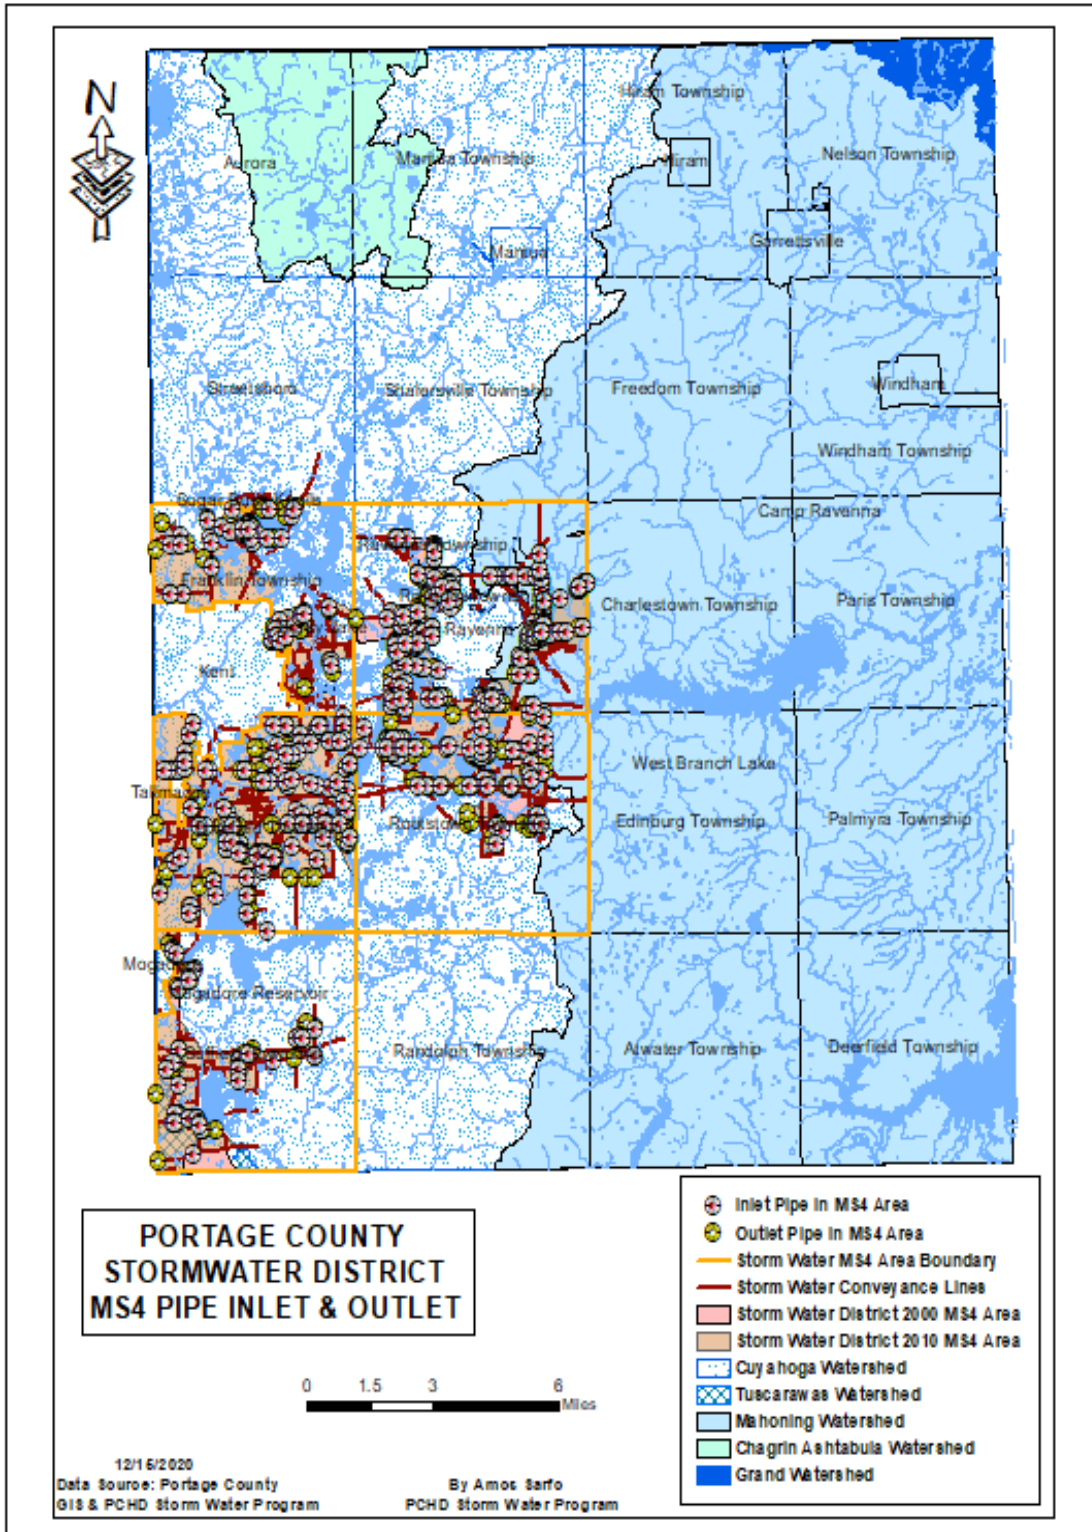 N
Hiram Township
Aurora
Mantua Township
Hiram
Nelson Township
Mantua
Garrettsville
Streetsboro
Shalersville Township
Freedom Township
Windham
Windham Township
Camp Ravenna
Ravenna Township
Franklin Township
Charlestown Township
Paris Township
Ravenna
Kent
West Branch Lake
Tallmadge
Rootstown Township
Edinburg Township
Palmyra Township
Mogadore
Mogadore Reservoir
Randolph Township
Atwater Township
Deerfield Township
PORTAGE COUNTY
STORMWATER DISTRICT
MS4 PIPE INLET & OUTLET
Inlet Pipe in MS4 Area
Outlet Pipe in MS4 Area
Storm Water MS4 Area Boundary
Storm Water Conveyance Lines
Storm Water District 2000 MS4 Area
Storm Water District 2010 MS4 Area
Cuyahoga Watershed
Tuscarawas Watershed
Mahoning Watershed
Chagrin Ashtabula Watershed
Grand Watershed
0 1.5 3 6
Miles
12/15/2020
Data Source: Portage County
GIS & PCHD Storm Water Program
By Amos Sarfo
PCHD Storm Water Program